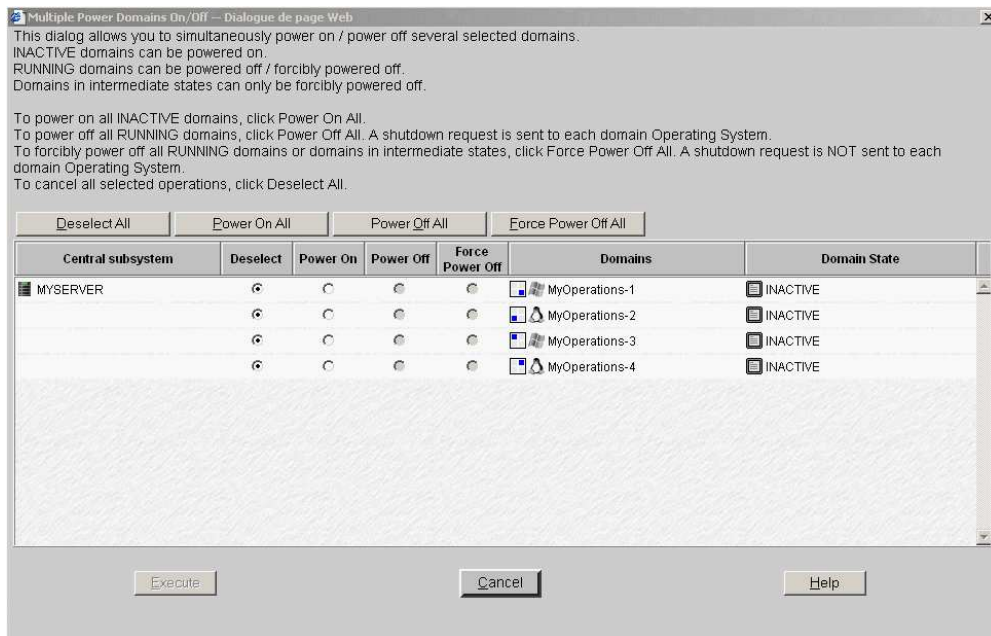 Multiple Power Domains On/Off -- Dialogue de page Web
This dialog allows you to simultaneously power on / power off several selected domains.
INACTIVE domains can be powered on.
RUNNING domains can be powered off / forcibly powered off.
Domains in intermediate states can only be forcibly powered off.
To power on all INACTIVE domains, click Power On All.
To power off all RUNNING domains, click Power Off All. A shutdown request is sent to each domain Operating System.
To forcibly power off all RUNNING domains or domains in intermediate states, click Force Power Off All. A shutdown request is NOT sent to each
domain Operating System.
To cancel all selected operations, click Deselect All.
Deselect All Power On All Power Off All Force Power Off All
Central subsystem Deselect Power On Power Off Force Power Off Domains Domain State
MYSERVER MyOperations-1 INACTIVE
MyOperations-2 INACTIVE
MyOperations-3 INACTIVE
MyOperations-4 INACTIVE
Execute Cancel Help